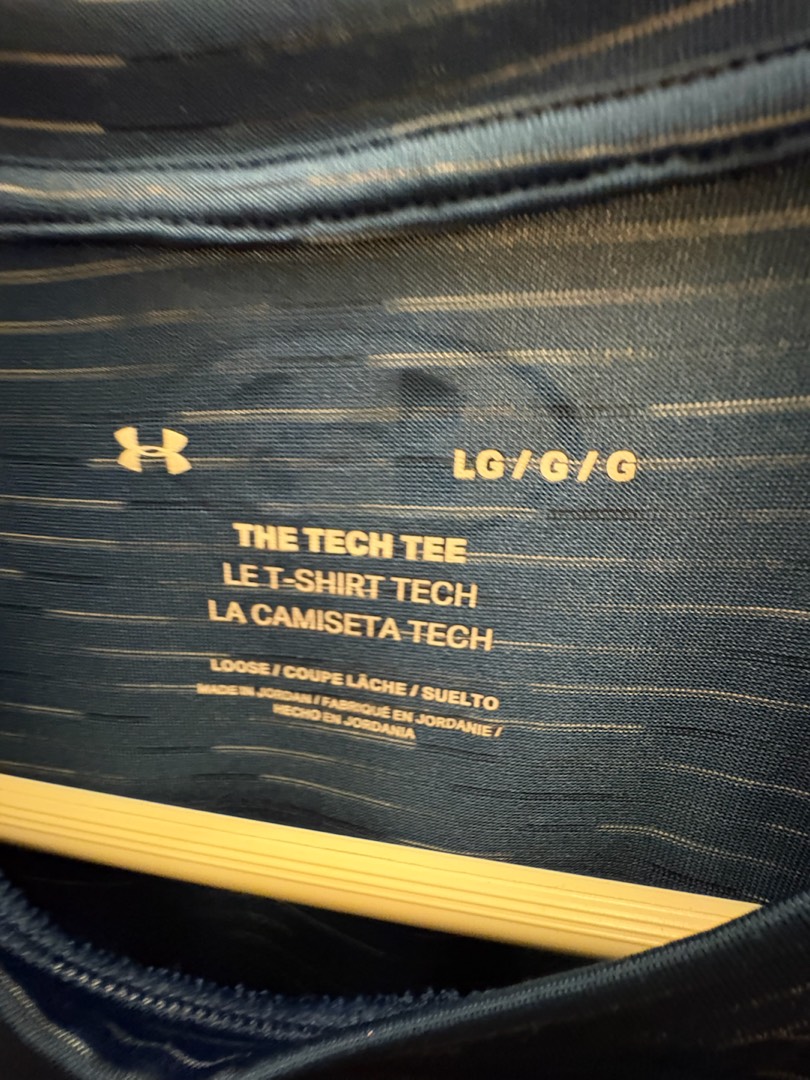 LG / G / G
THE TECH TEE
LE T-SHIRT TECH
LA CAMISETA TECH
LOOSE / COUPE LÂCHE / SUELTO
MADE IN JORDAN / FABRIQUÉ EN JORDANIE /
HECHO EN JORDANIA